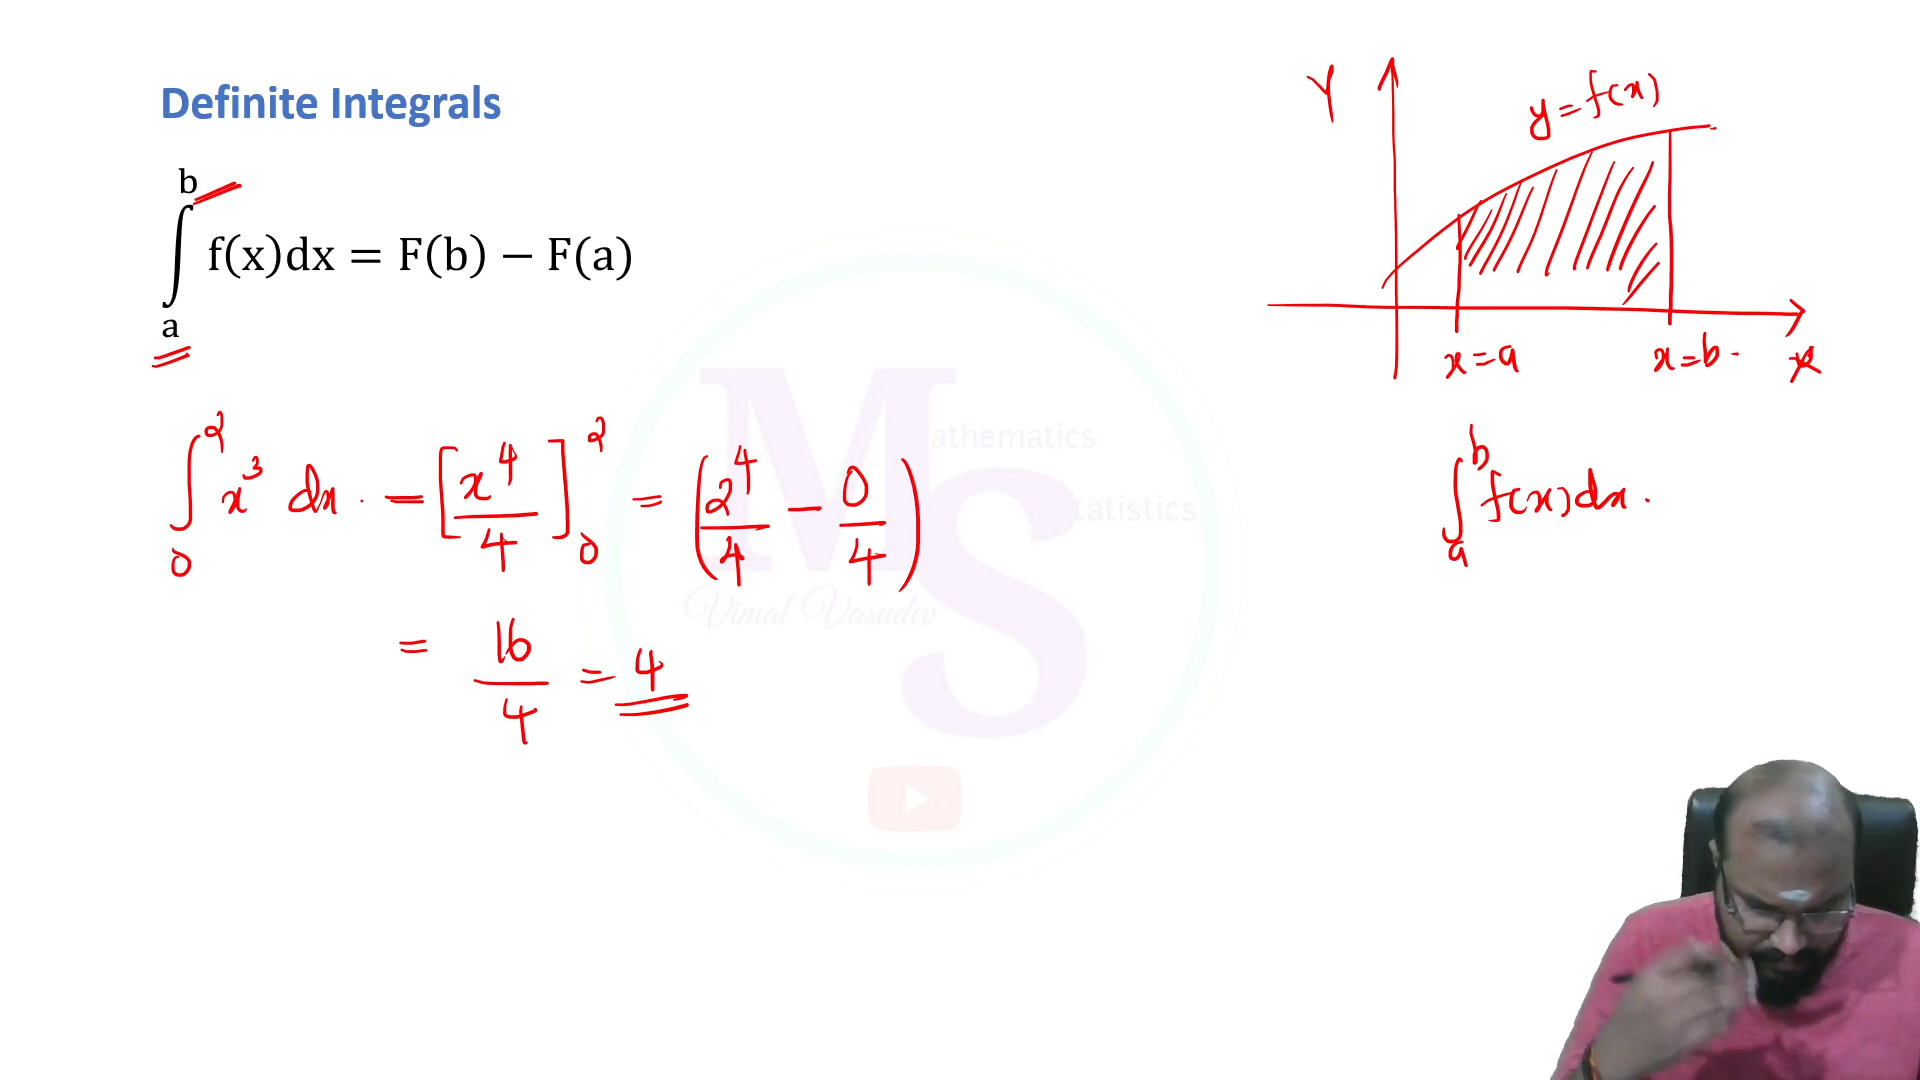 Definite Integrals
∫ₐᵇ f(x)dx = F(b) − F(a)
∫₀² x³ dx. = [x⁴/4]₀² = (2⁴/4 − 0/4)
= 16/4 = 4
Y
y = f(x)
x = a
x = b.
x
∫ₐᵇ f(x)dx.
M
athematics
S
tatistics
Vimal Vasudev